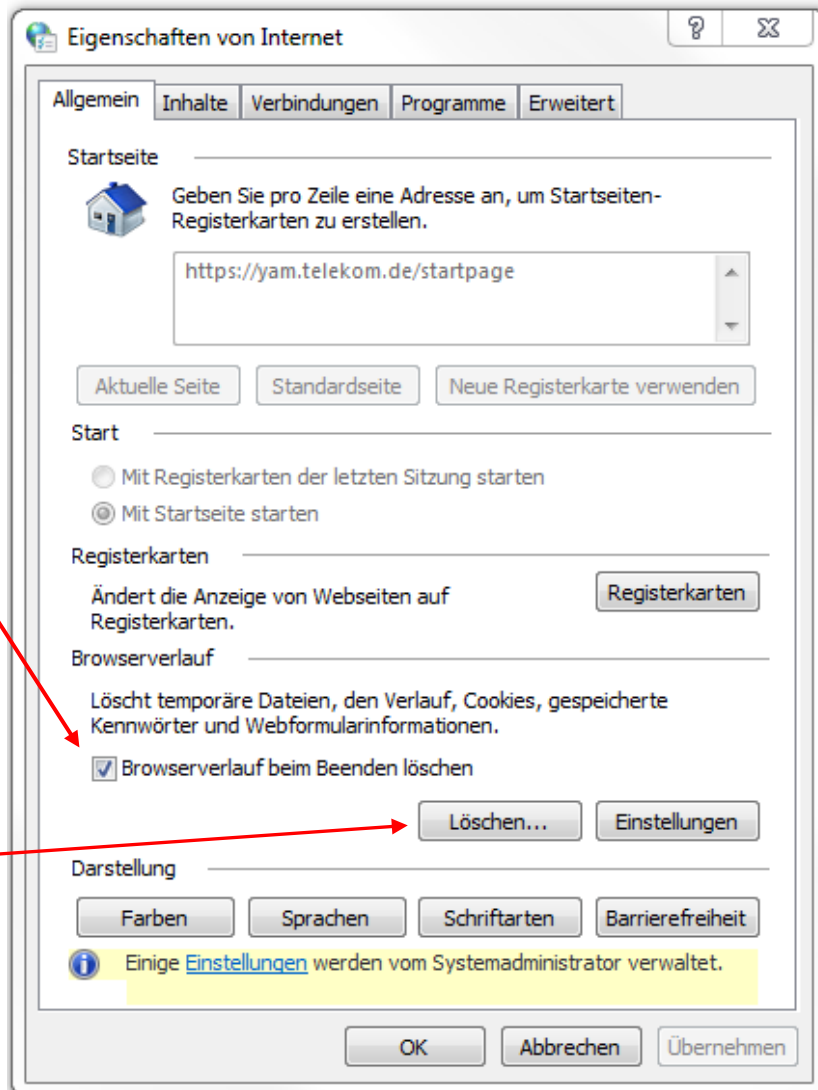 Eigenschaften von Internet
Allgemein Inhalte Verbindungen Programme Erweitert
Startseite
Geben Sie pro Zeile eine Adresse an, um Startseiten-
Registerkarten zu erstellen.
https://yam.telekom.de/startpage
Aktuelle Seite Standardseite Neue Registerkarte verwenden
Start
Mit Registerkarten der letzten Sitzung starten
Mit Startseite starten
Registerkarten
Ändert die Anzeige von Webseiten auf
Registerkarten.
Registerkarten
Browserverlauf
Löscht temporäre Dateien, den Verlauf, Cookies, gespeicherte
Kennwörter und Webformularinformationen.
Browserverlauf beim Beenden löschen
Löschen... Einstellungen
Darstellung
Farben Sprachen Schriftarten Barrierefreiheit
Einige Einstellungen werden vom Systemadministrator verwaltet.
OK Abbrechen Übernehmen